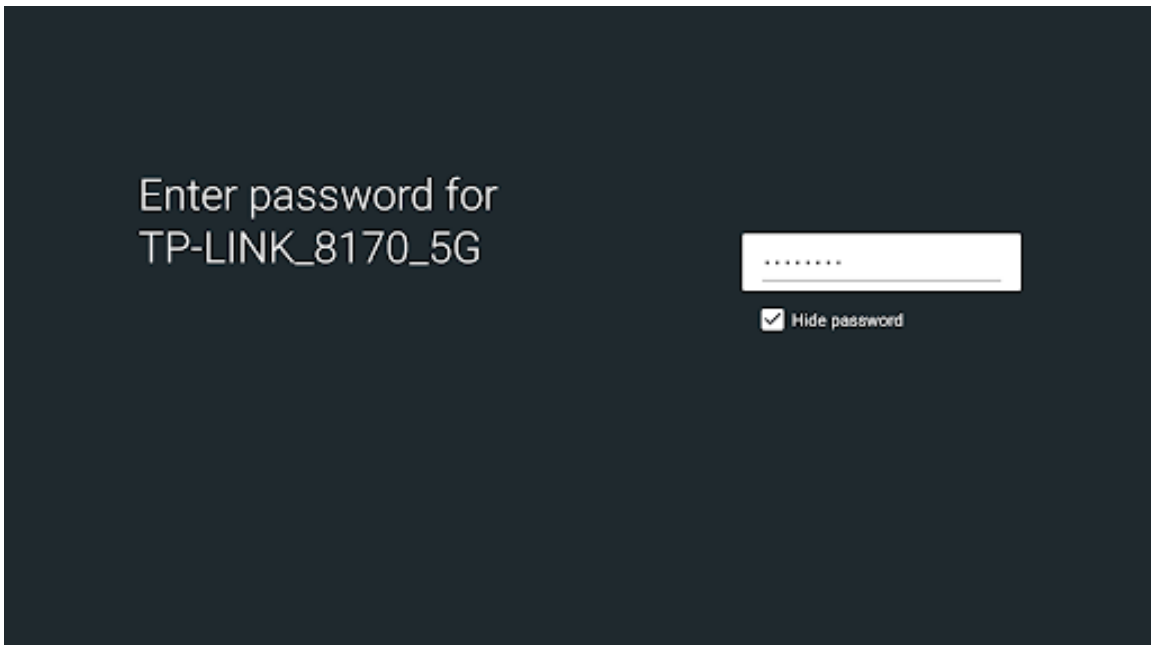 Enter password for
TP-LINK_8170_5G
........
Hide password